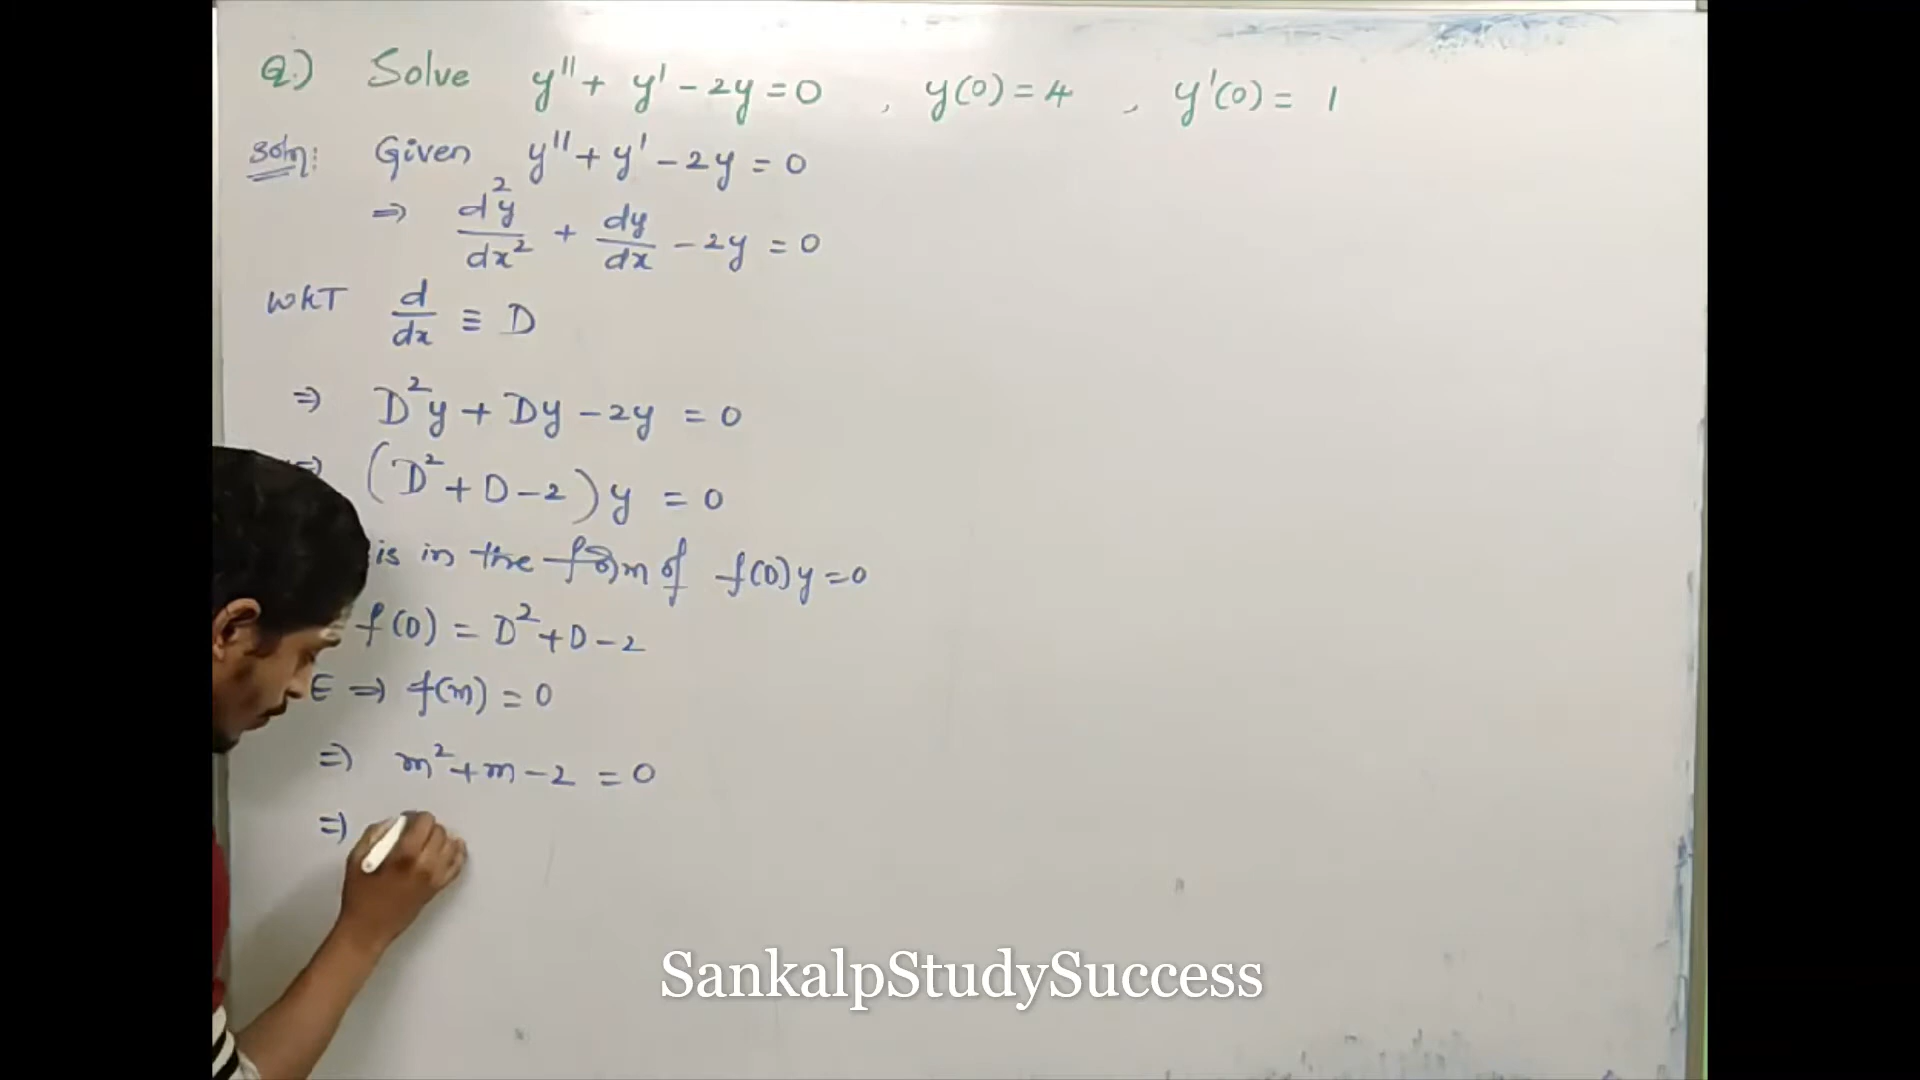 Q.) Solve y'' + y' - 2y = 0 , y(0) = 4 , y'(0) = 1
Soln: Given y'' + y' - 2y = 0
⇒ d²y/dx² + dy/dx - 2y = 0
WKT d/dx ≡ D
⇒ D²y + Dy - 2y = 0
⇒ (D² + D - 2) y = 0
is in the form of f(D)y = 0
f(D) = D² + D - 2
E ⇒ f(m) = 0
⇒ m² + m - 2 = 0
⇒
SankalpStudySuccess